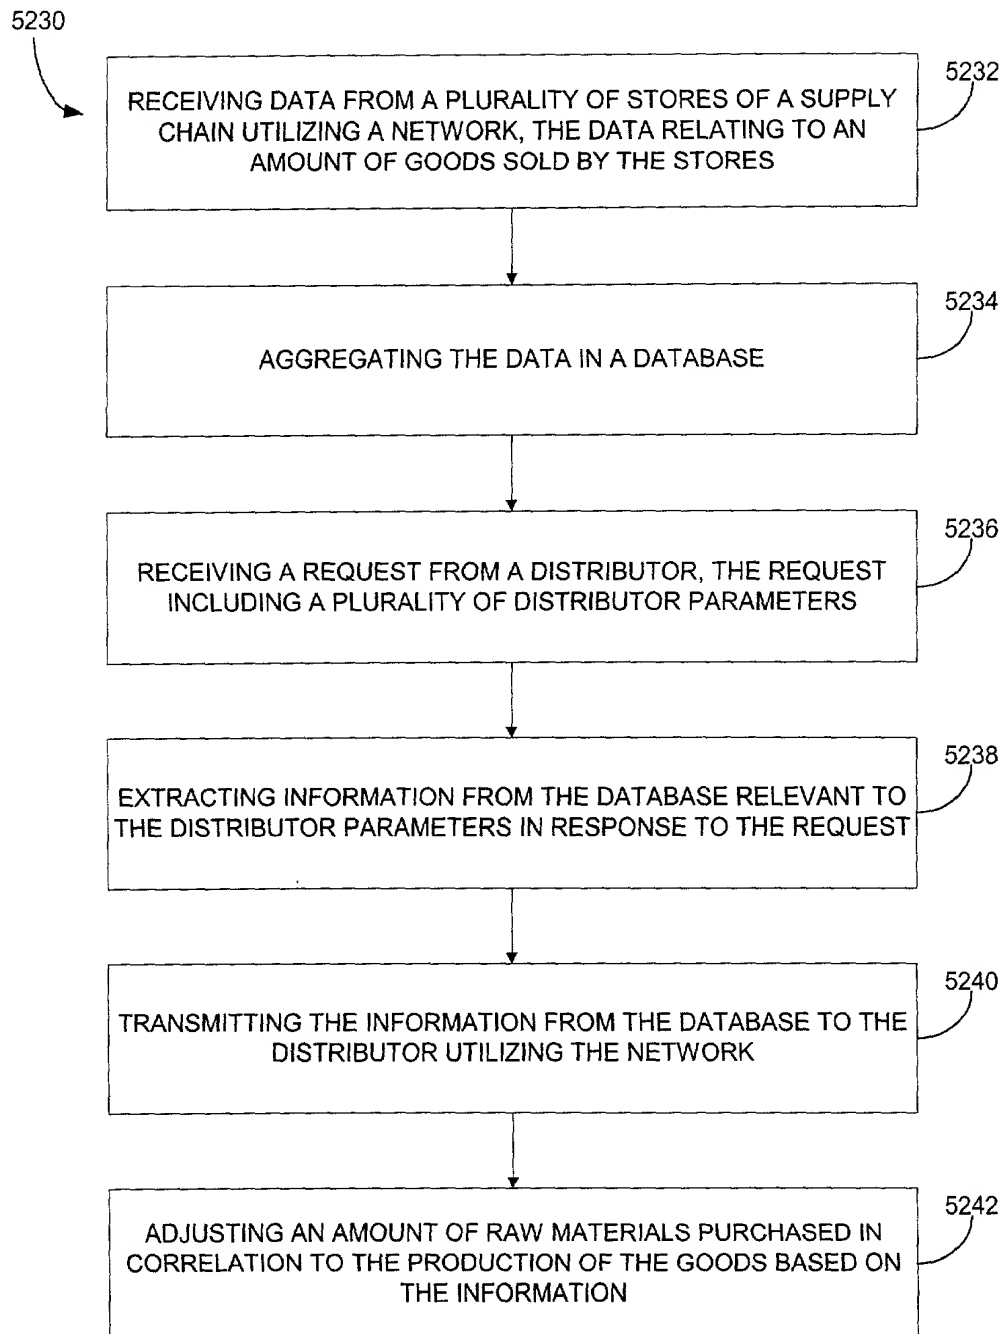 5230
5232
RECEIVING DATA FROM A PLURALITY OF STORES OF A SUPPLY
CHAIN UTILIZING A NETWORK, THE DATA RELATING TO AN
AMOUNT OF GOODS SOLD BY THE STORES
5234
AGGREGATING THE DATA IN A DATABASE
5236
RECEIVING A REQUEST FROM A DISTRIBUTOR, THE REQUEST
INCLUDING A PLURALITY OF DISTRIBUTOR PARAMETERS
5238
EXTRACTING INFORMATION FROM THE DATABASE RELEVANT TO
THE DISTRIBUTOR PARAMETERS IN RESPONSE TO THE REQUEST
5240
TRANSMITTING THE INFORMATION FROM THE DATABASE TO THE
DISTRIBUTOR UTILIZING THE NETWORK
5242
ADJUSTING AN AMOUNT OF RAW MATERIALS PURCHASED IN
CORRELATION TO THE PRODUCTION OF THE GOODS BASED ON
THE INFORMATION